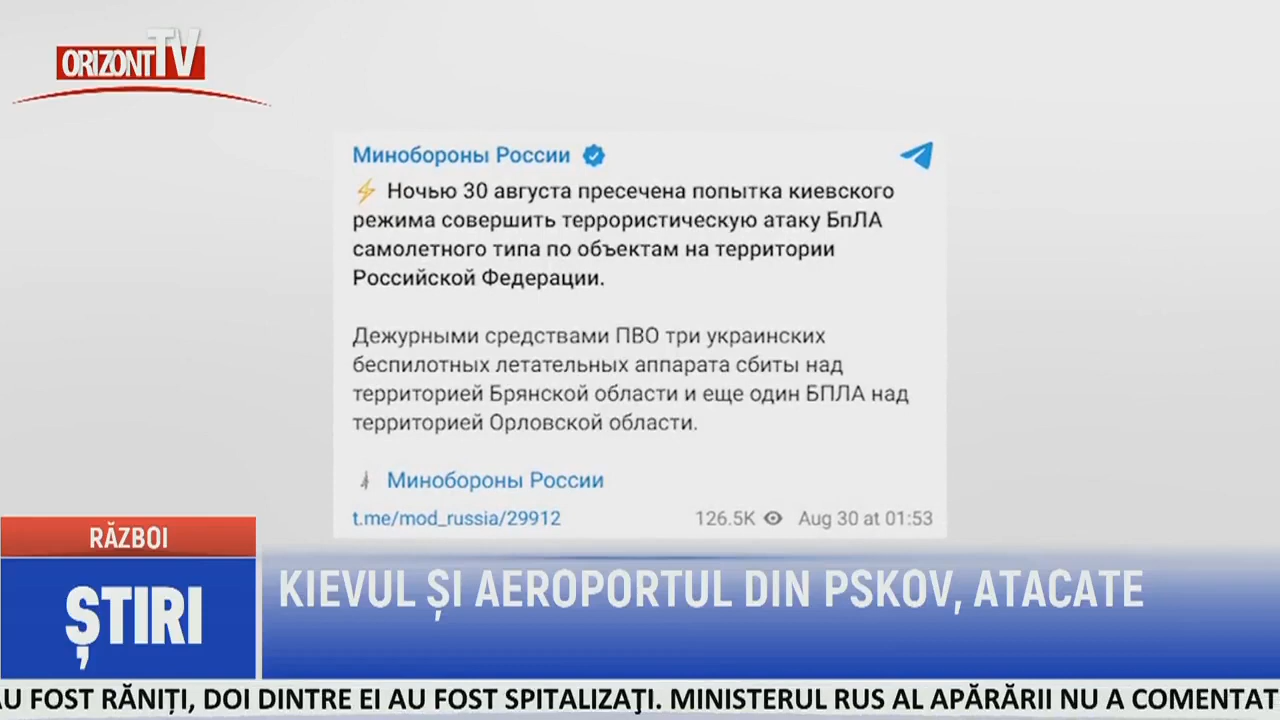 ORIZONT TV
Минобороны России
⚡ Ночью 30 августа пресечена попытка киевского
режима совершить террористическую атаку БпЛА
самолетного типа по объектам на территории
Российской Федерации.
Дежурными средствами ПВО три украинских
беспилотных летательных аппарата сбиты над
территорией Брянской области и еще один БПЛА над
территорией Орловской области.
Минобороны России
t.me/mod_russia/29912 126.5K Aug 30 at 01:53
RĂZBOI
ȘTIRI
KIEVUL ȘI AEROPORTUL DIN PSKOV, ATACATE
AU FOST RĂNIȚI, DOI DINTRE EI AU FOST SPITALIZAŢI. MINISTERUL RUS AL APĂRĂRII NU A COMENTAT